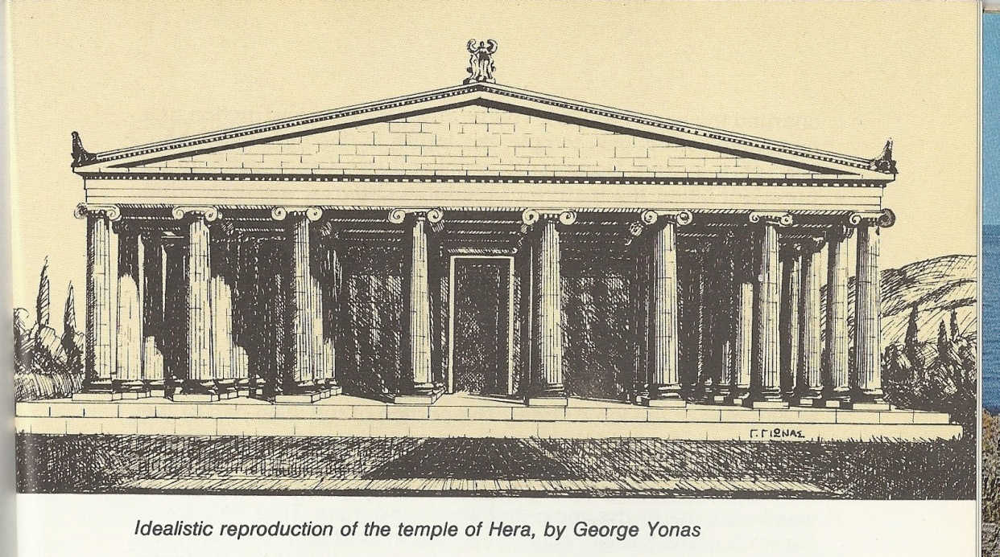 Γ. ΓΙΩΝΑΣ
Idealistic reproduction of the temple of Hera, by George Yonas